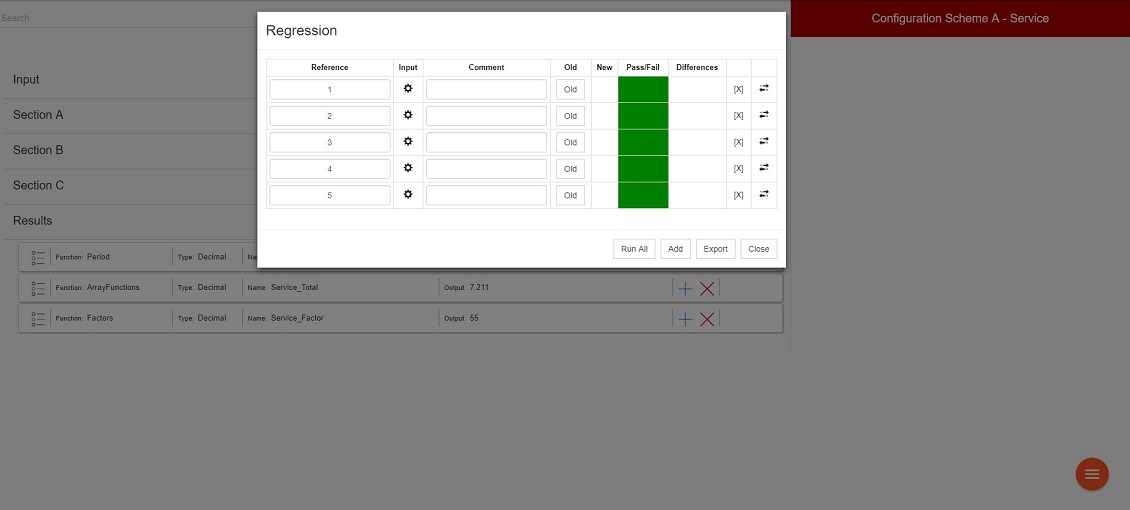 Search
Configuration Scheme A - Service
Regression
Reference Input Comment Old New Pass/Fail Differences
1 Old [X]
2 Old [X]
3 Old [X]
4 Old [X]
5 Old [X]
Run All Add Export Close
Input
Section A
Section B
Section C
Results
Function: Period Type: Decimal
Function: ArrayFunctions Type: Decimal Name: Service_Total Output: 7.211
Function: Factors Type: Decimal Name: Service_Factor Output: 55